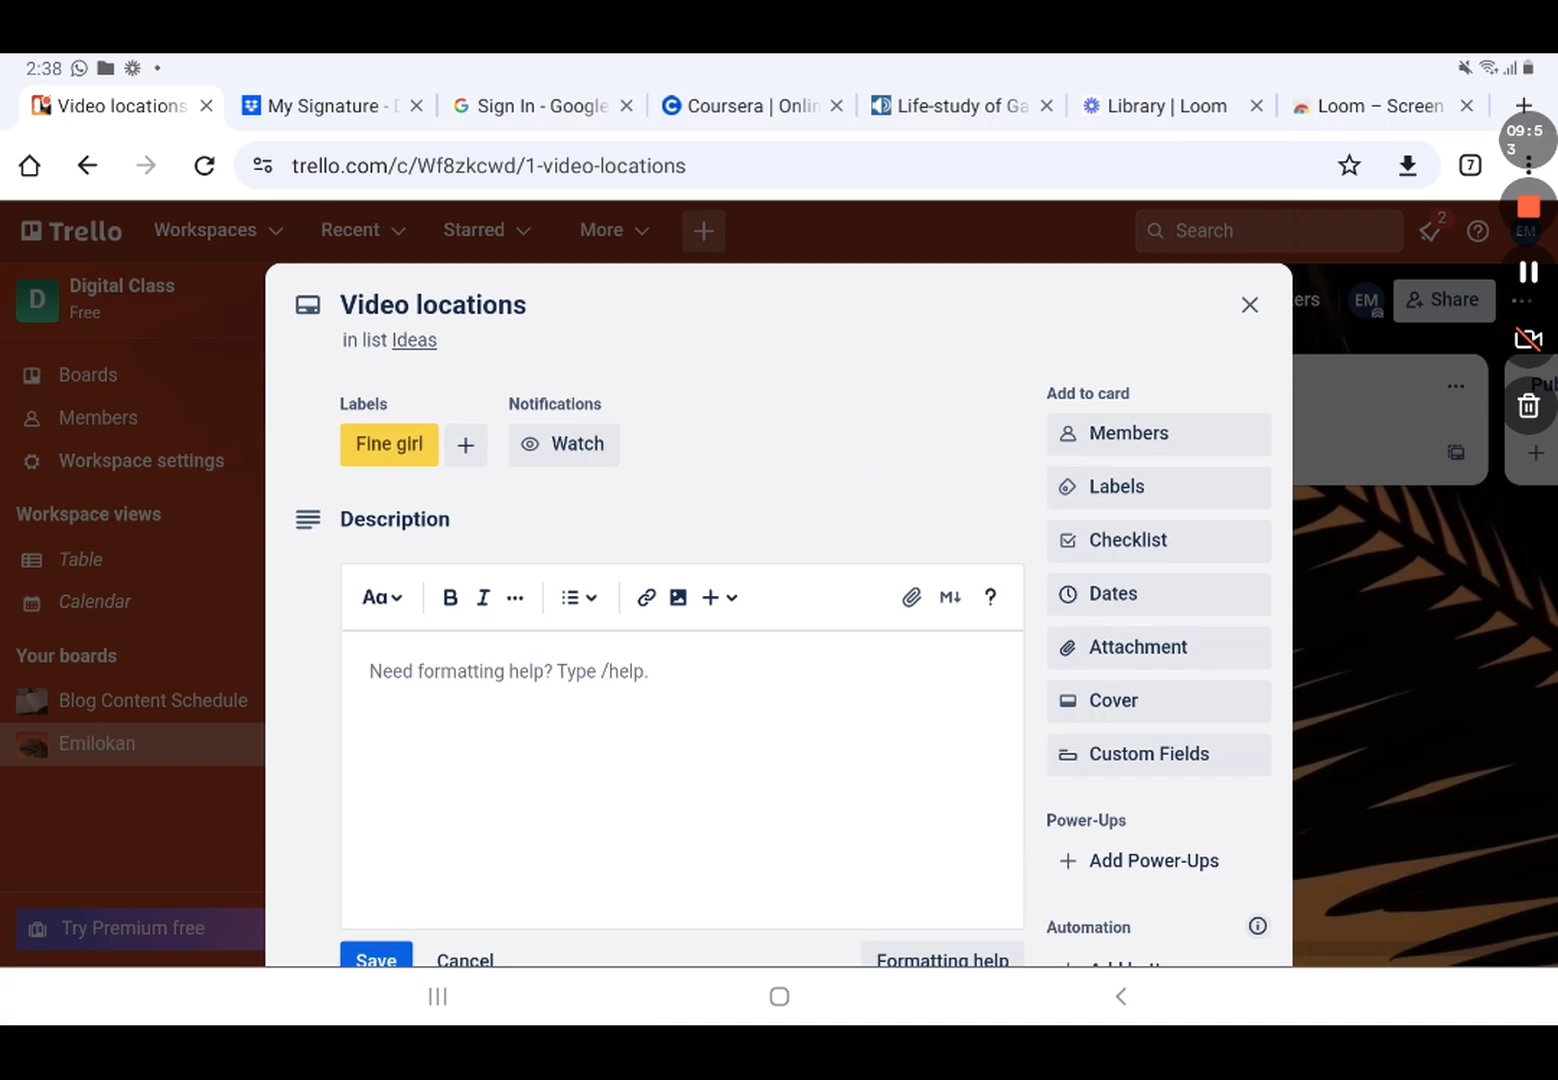 2:38
Video locations
My Signature - D
Sign In - Google
Coursera | Onlin
Life-study of Ga
Library | Loom
Loom – Screen
09:5
3
trello.com/c/Wf8zkcwd/1-video-locations
7
Trello
Workspaces
Recent
Starred
More
Search
2
EM
D
Digital Class
Free
Video locations
in list Ideas
ers
EM
Share
Boards
Members
Workspace settings
Labels
Notifications
Fine girl
Watch
Add to card
Members
Labels
Checklist
Dates
Attachment
Cover
Custom Fields
Pub
Workspace views
Table
Calendar
Your boards
Blog Content Schedule
Emilokan
Description
Aa
B
I
M↓
?
Need formatting help? Type /help.
Power-Ups
Add Power-Ups
Automation
Try Premium free
Save
Cancel
Formatting help